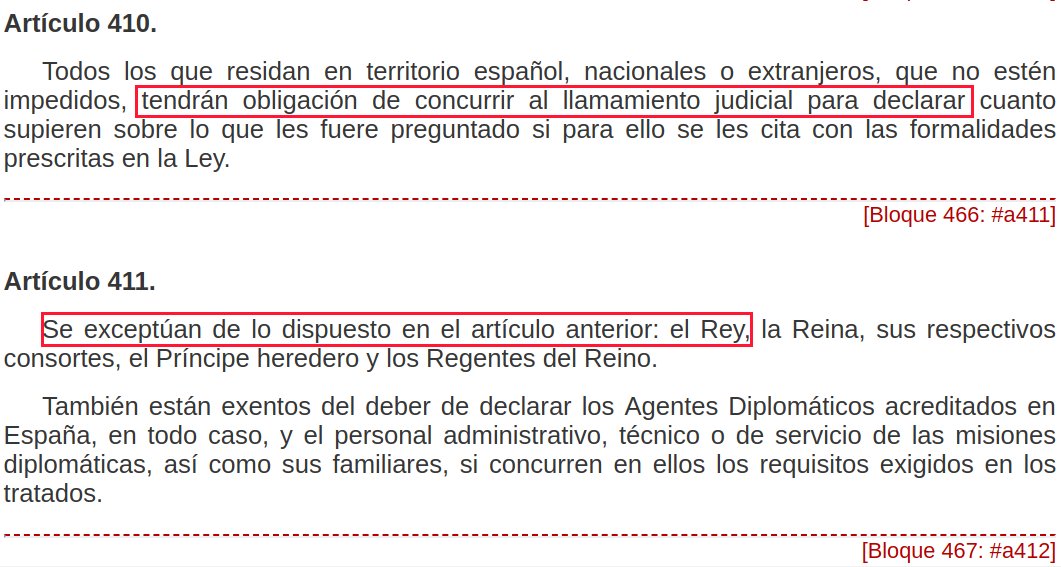 Artículo 410.
Todos los que residan en territorio español, nacionales o extranjeros, que no estén
impedidos, tendrán obligación de concurrir al llamamiento judicial para declarar cuanto
supieren sobre lo que les fuere preguntado si para ello se les cita con las formalidades
prescritas en la Ley.
[Bloque 466: #a411]
Artículo 411.
Se exceptúan de lo dispuesto en el artículo anterior: el Rey, la Reina, sus respectivos
consortes, el Príncipe heredero y los Regentes del Reino.
También están exentos del deber de declarar los Agentes Diplomáticos acreditados en
España, en todo caso, y el personal administrativo, técnico o de servicio de las misiones
diplomáticas, así como sus familiares, si concurren en ellos los requisitos exigidos en los
tratados.
[Bloque 467: #a412]